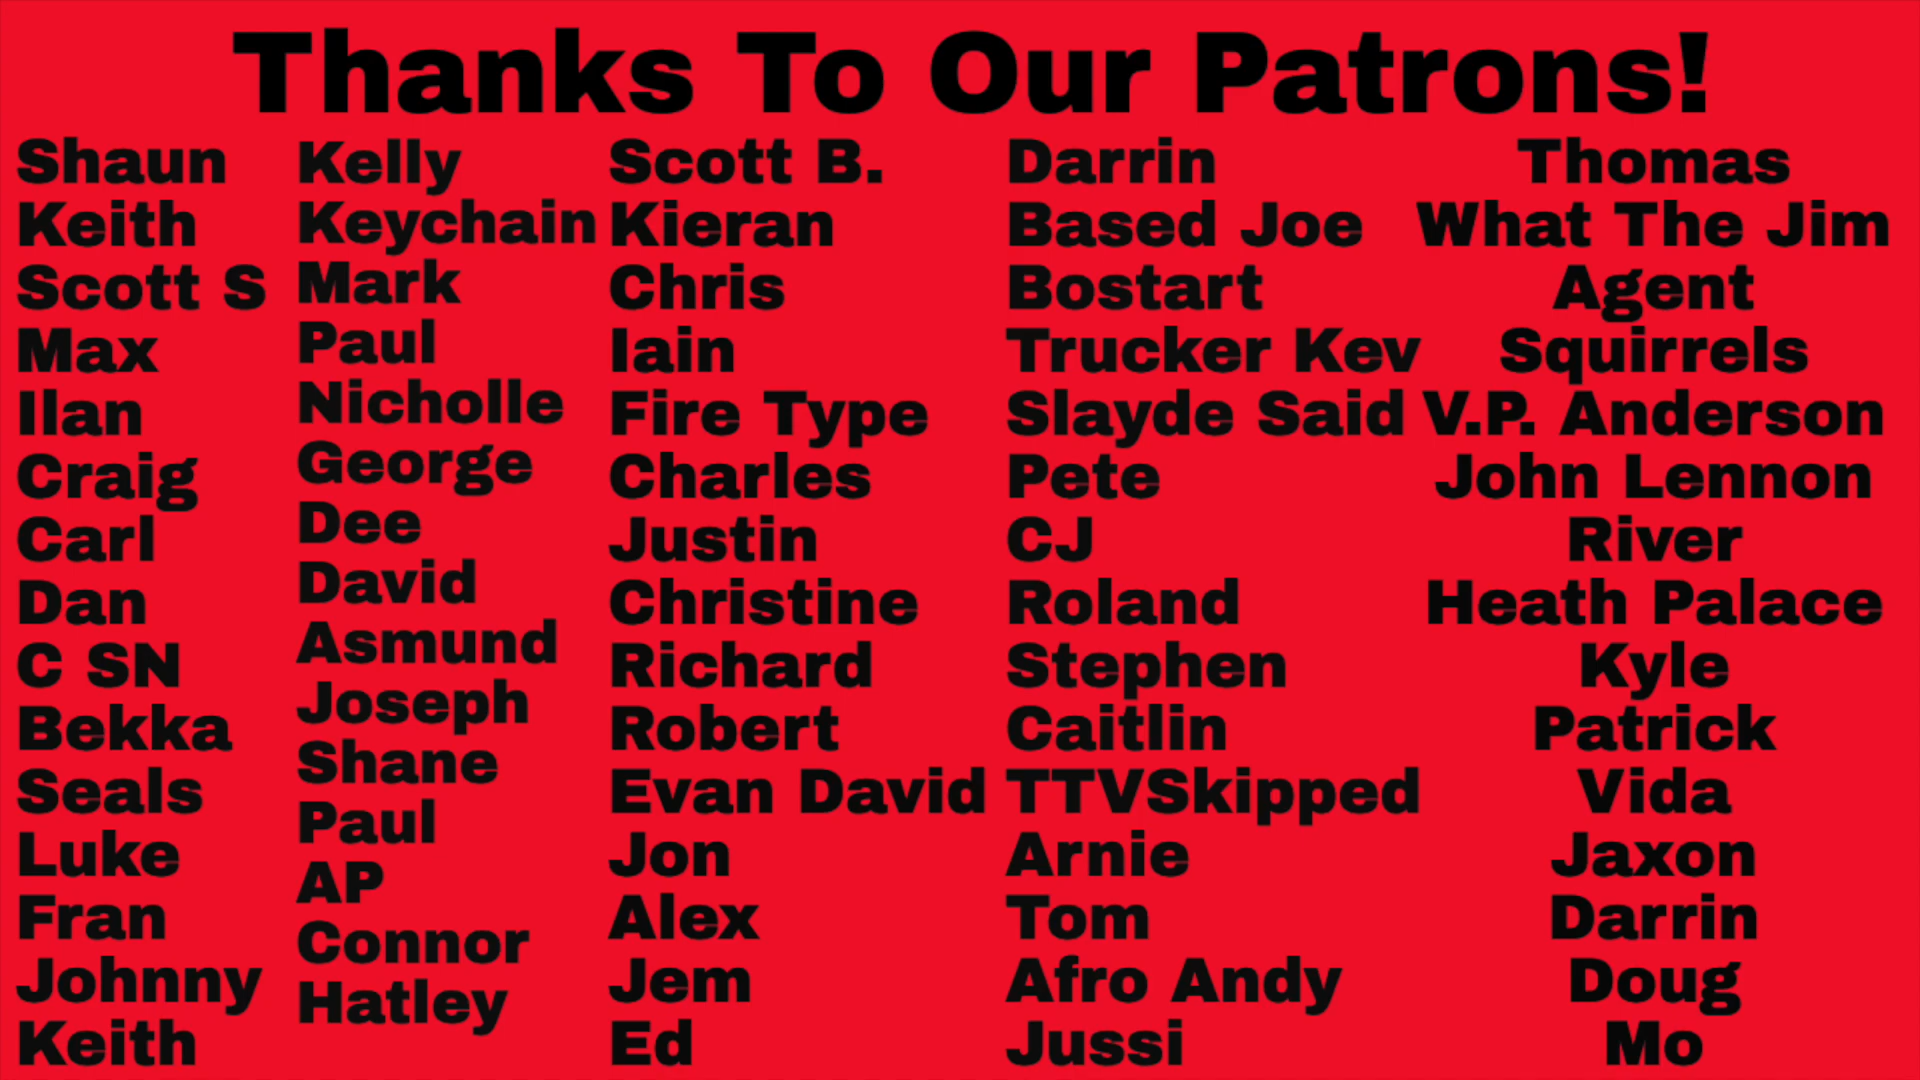 Thanks To Our Patrons!
Shaun
Keith
Scott S
Max
Ilan
Craig
Carl
Dan
C SN
Bekka
Seals
Luke
Fran
Johnny
Keith
Kelly
Keychain
Mark
Paul
Nicholle
George
Dee
David
Asmund
Joseph
Shane
Paul
AP
Connor
Hatley
Scott B.
Kieran
Chris
Iain
Fire Type
Charles
Justin
Christine
Richard
Robert
Evan David
Jon
Alex
Jem
Ed
Darrin
Based Joe
Bostart
Trucker Kev
Slayde Said
Pete
CJ
Roland
Stephen
Caitlin
TTVSkipped
Arnie
Tom
Afro Andy
Jussi
Thomas
What The Jim
Agent
Squirrels
V.P. Anderson
John Lennon
River
Heath Palace
Kyle
Patrick
Vida
Jaxon
Darrin
Doug
Mo